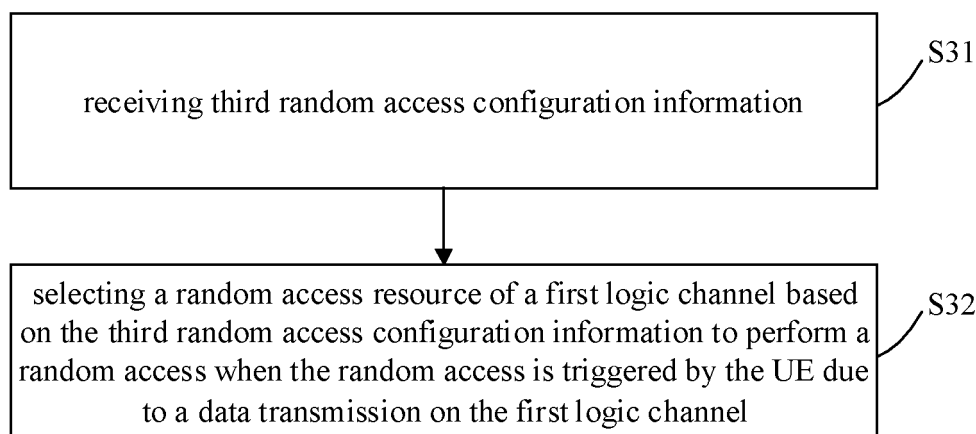 receiving third random access configuration information
S31
selecting a random access resource of a first logic channel based
on the third random access configuration information to perform a
random access when the random access is triggered by the UE due
to a data transmission on the first logic channel
S32